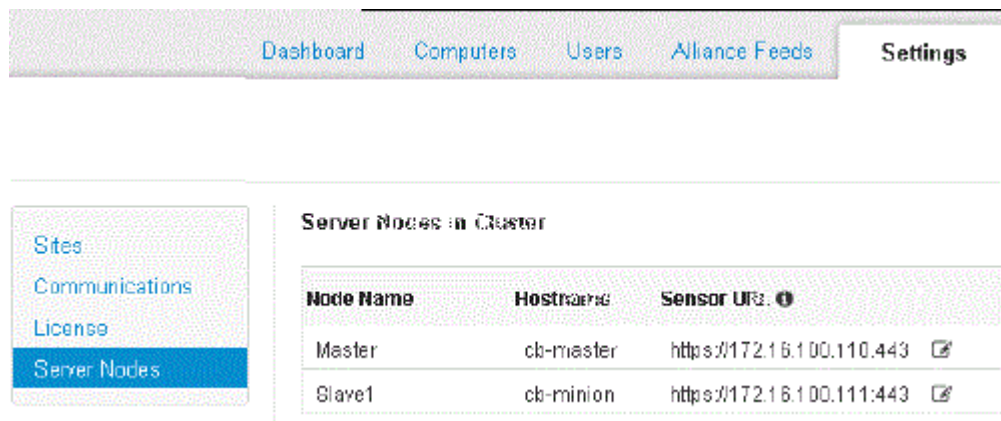 Dashboard Computers Users Alliance Feeds Settings
Sites
Communications
License
Server Nodes
Server Nodes in Cluster
Node Name Hostname Sensor URL
Master cb-master https://172.16.100.110.443
Slave1 cb-minion https://172.16.100.111:443